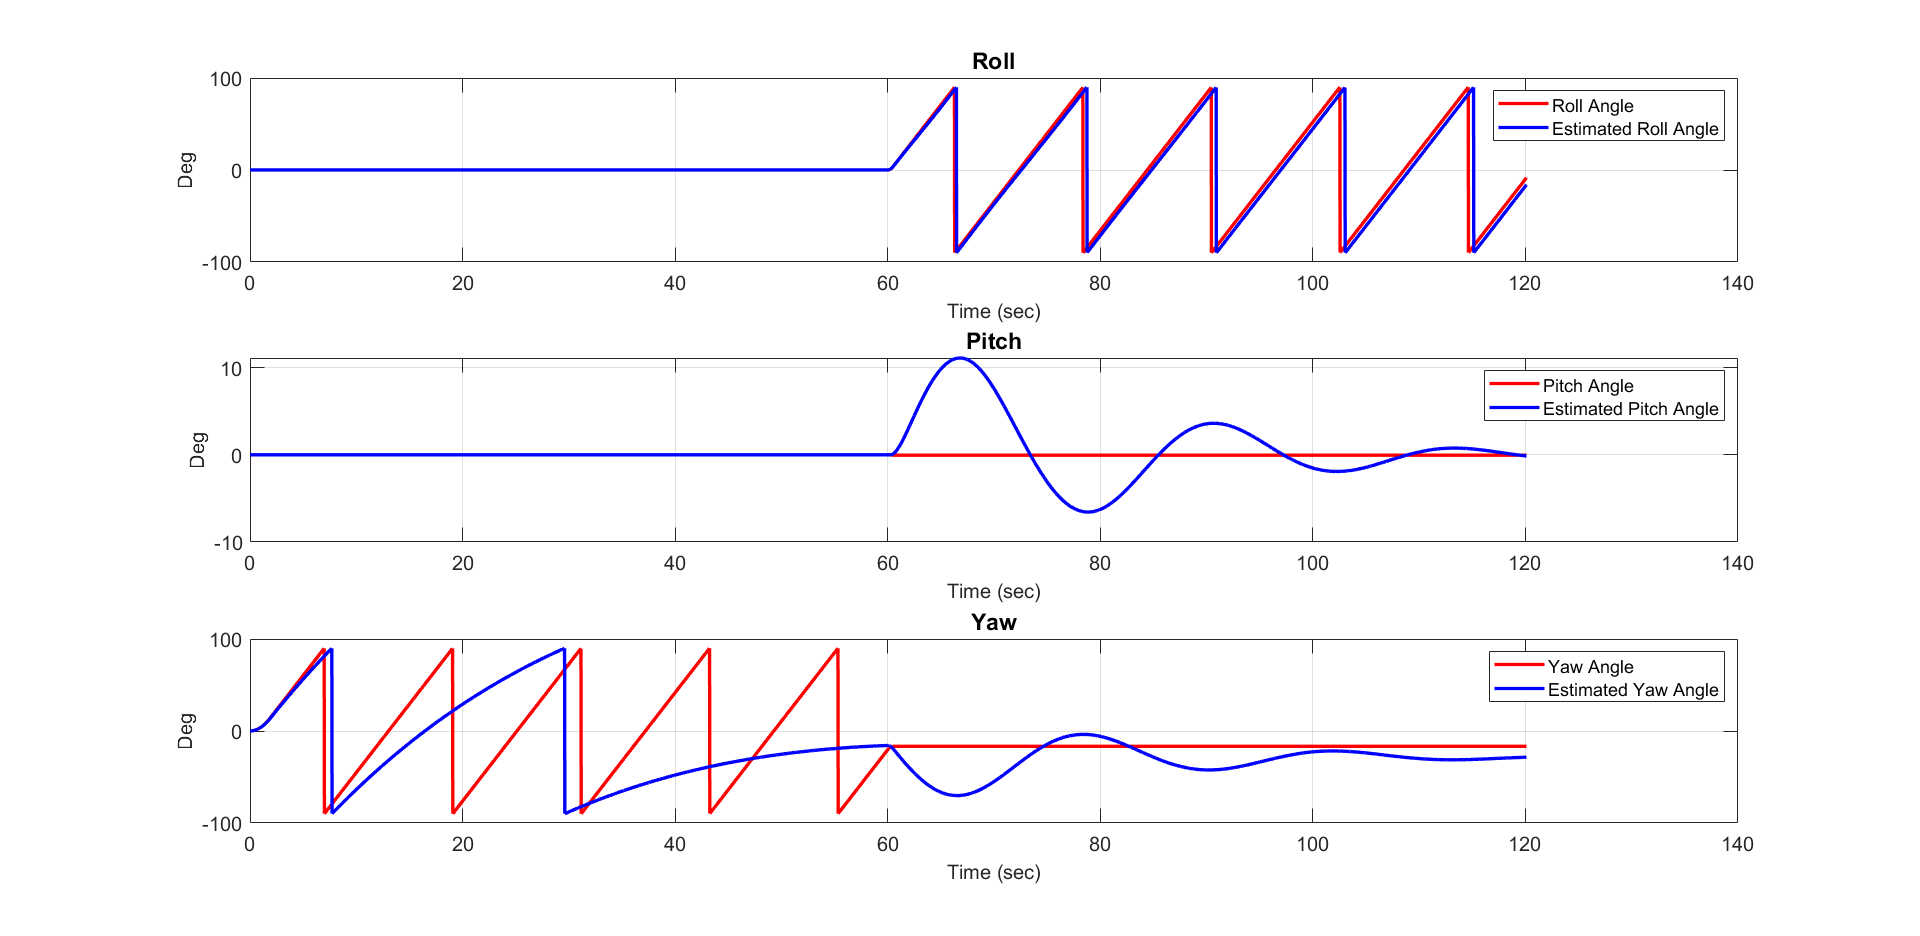 Roll
100
0
-100
Deg
Roll Angle
Estimated Roll Angle
0 20 40 60 80 100 120 140
Time (sec)
Pitch
10
0
-10
Deg
Pitch Angle
Estimated Pitch Angle
0 20 40 60 80 100 120 140
Time (sec)
Yaw
100
0
-100
Deg
Yaw Angle
Estimated Yaw Angle
0 20 40 60 80 100 120 140
Time (sec)